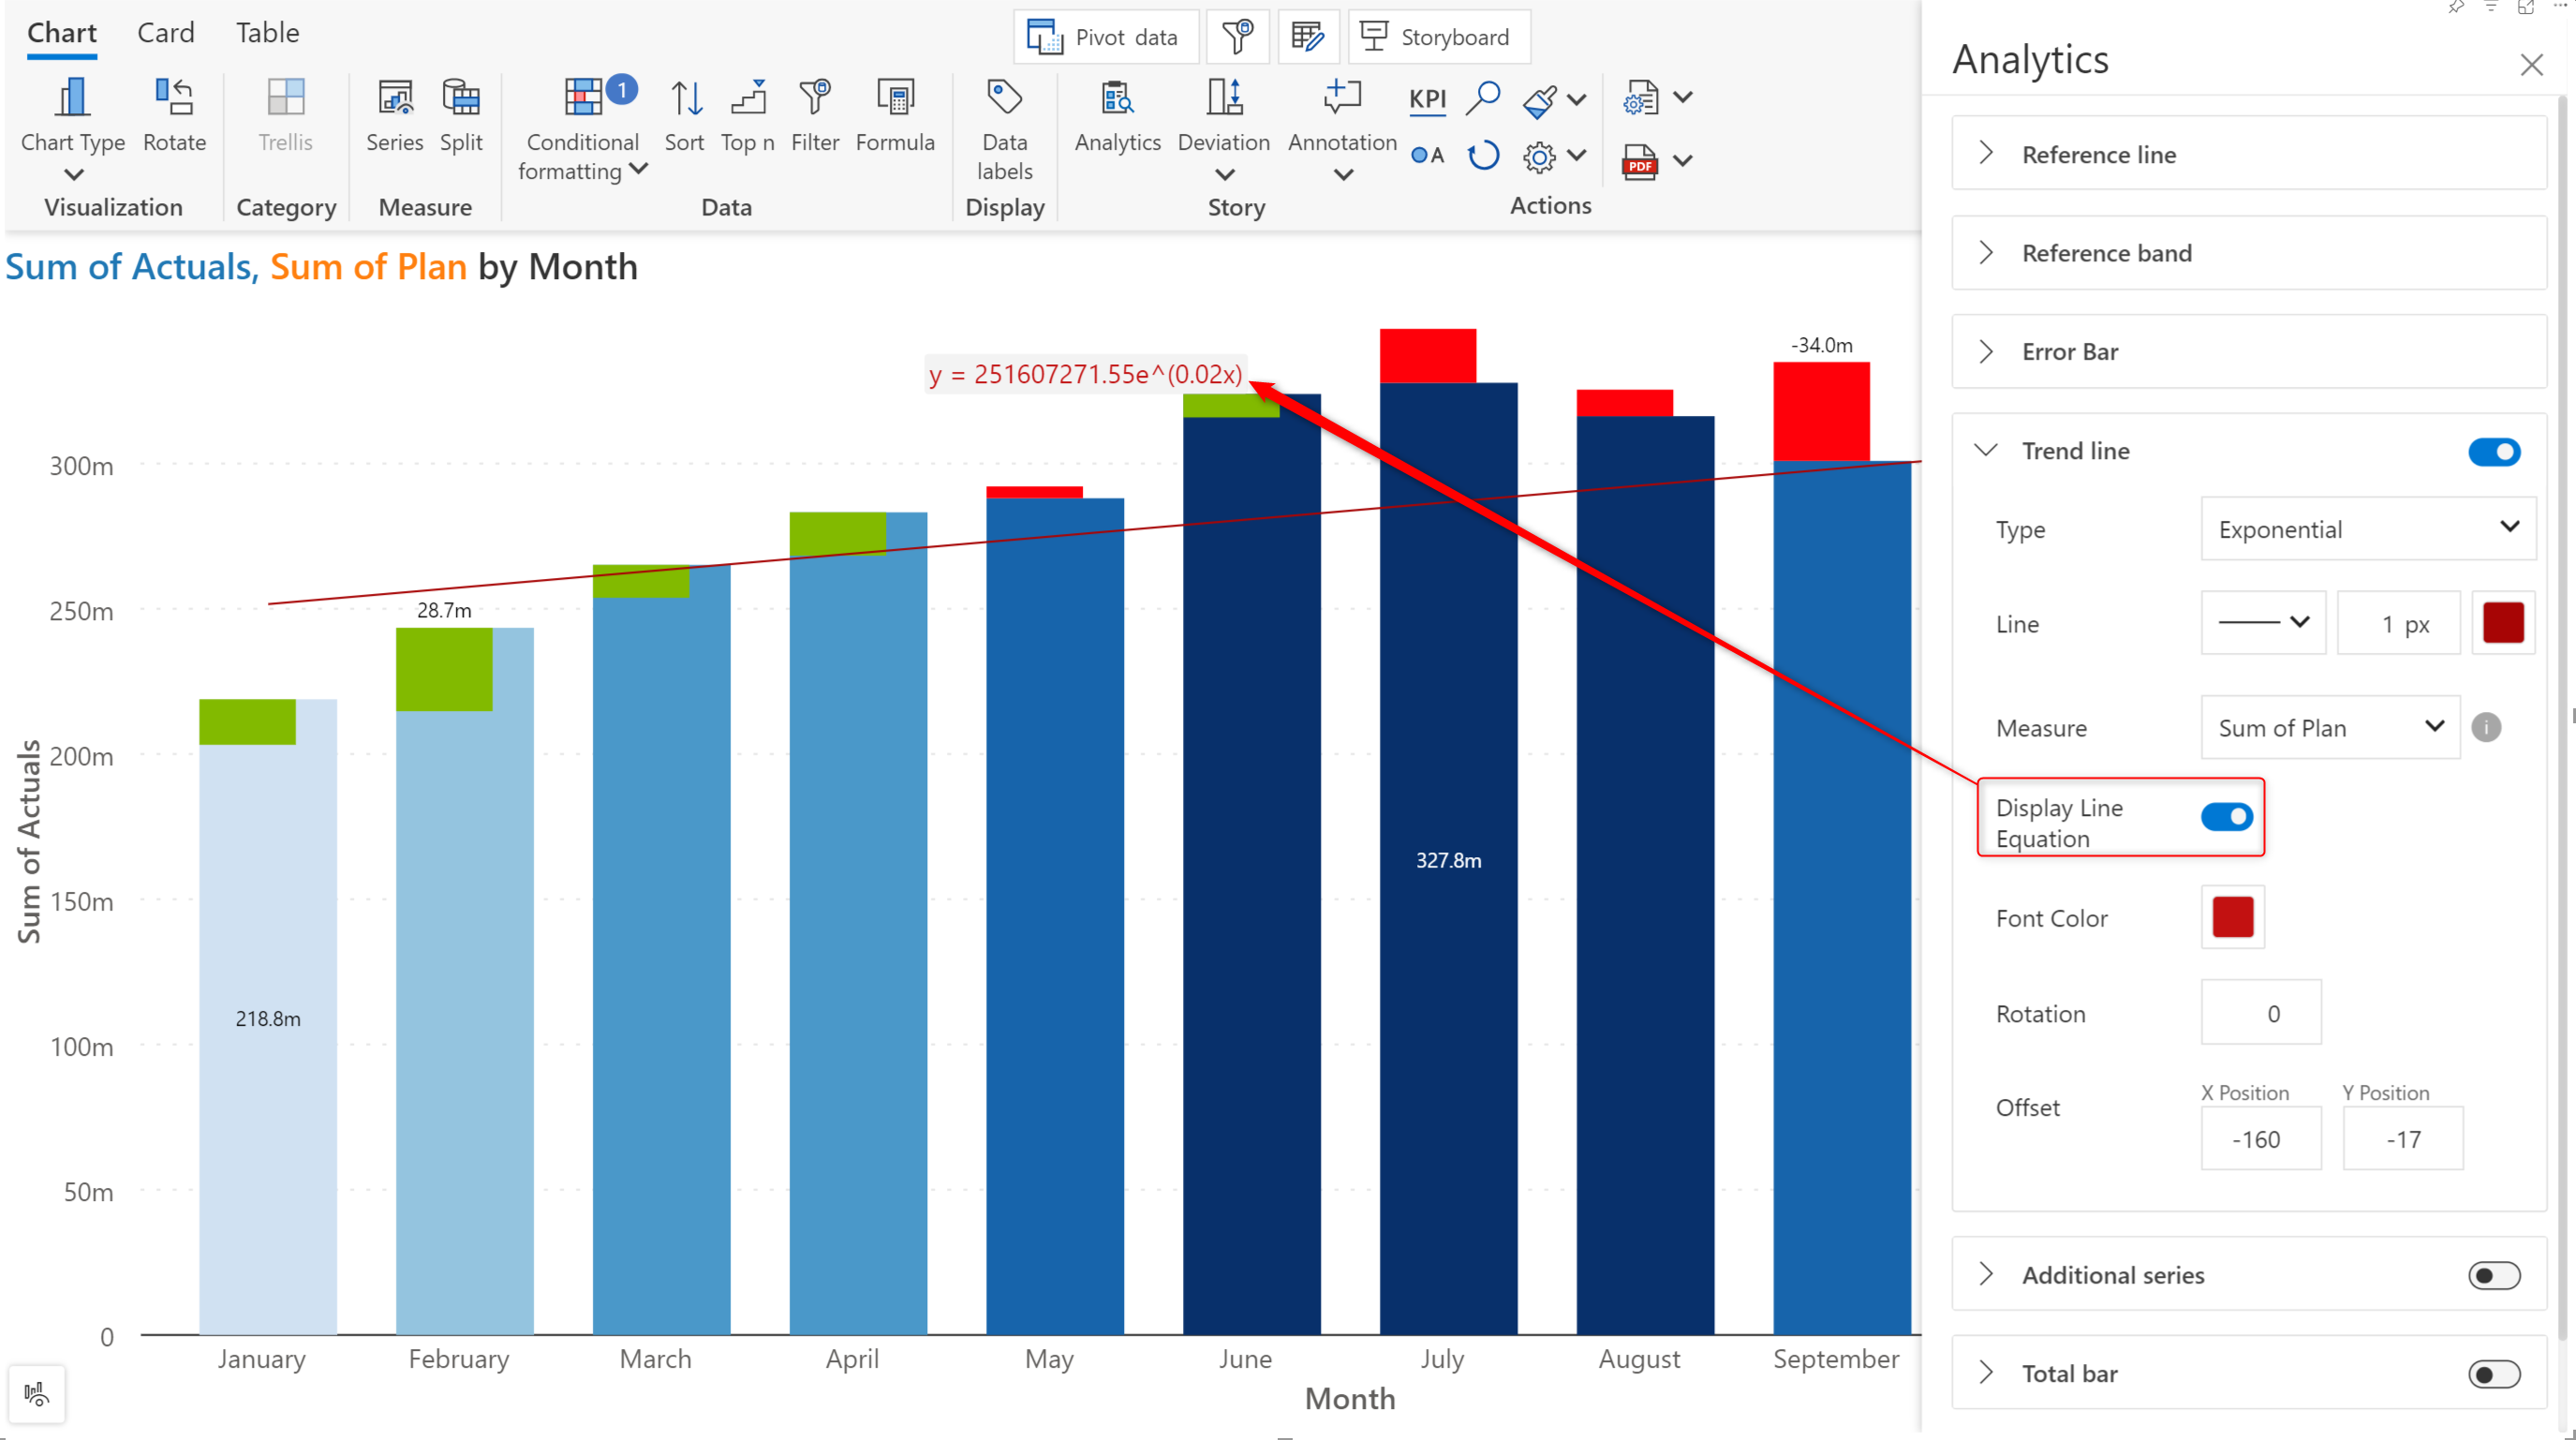 Chart Card Table
Pivot data Storyboard
Chart Type Rotate Trellis Series Split Conditional formatting 1 Sort Top n Filter Formula Data labels Analytics Deviation Annotation KPI A PDF
Visualization Category Measure Data Display Story Actions
Sum of Actuals, Sum of Plan by Month
y = 251607271.55e^(0.02x)
-34.0m
28.7m
327.8m
218.8m
300m
250m
200m
150m
100m
50m
0
Sum of Actuals
January February March April May June July August September
Month
Analytics
Reference line
Reference band
Error Bar
Trend line
Type Exponential
Line 1 px
Measure Sum of Plan i
Display Line
Equation
Font Color
Rotation 0
X Position Y Position
Offset -160 -17
Additional series
Total bar